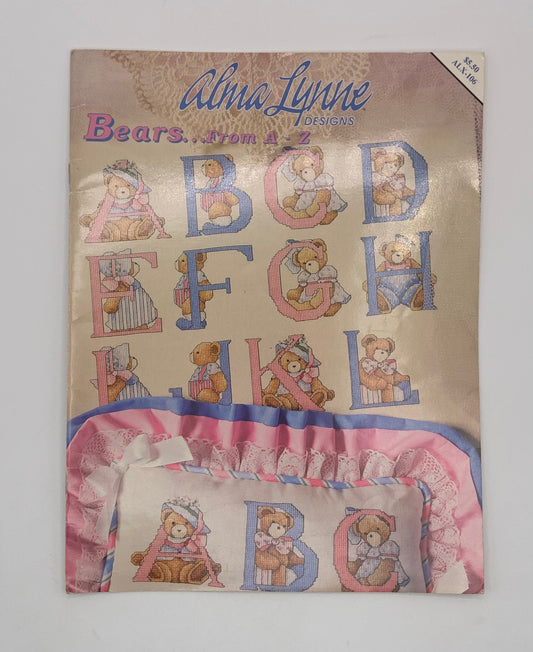 $5.50
ALX-106
Alma Lynne
DESIGNS
Bears...From A - Z
A B C D
E F G H
I J K L
A B C